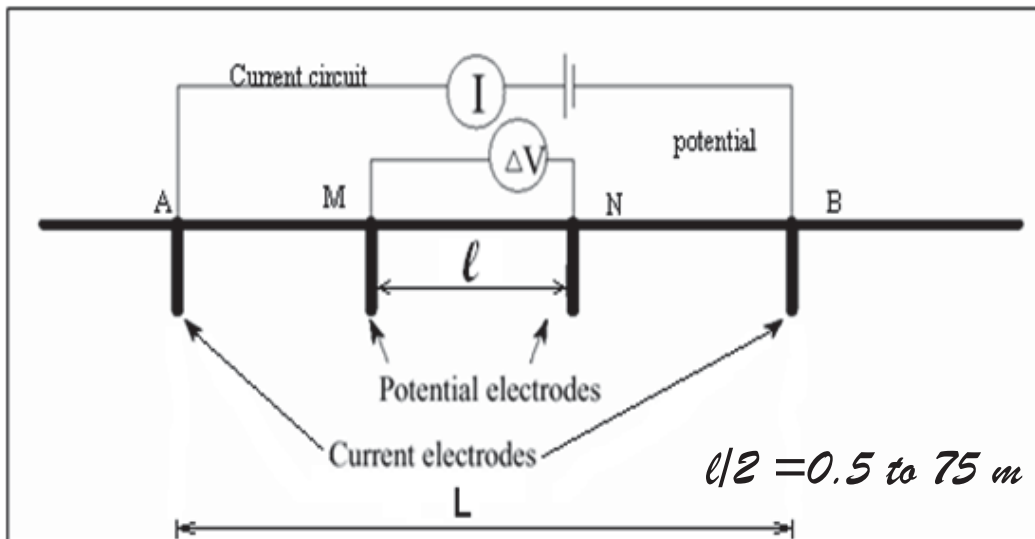 Current circuit
I
ΔV
potential
A
M
N
B
ℓ
Potential electrodes
Current electrodes
ℓ/2 =0.5 to 75 m
L